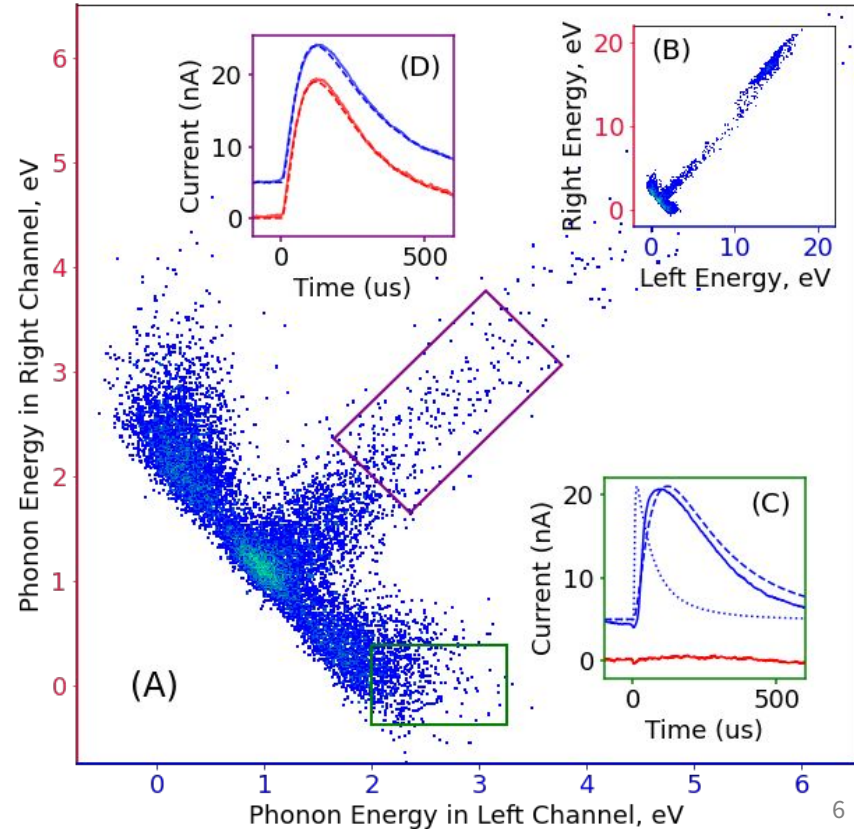 Phonon Energy in Right Channel, eV
6
5
4
3
2
1
0
(A)
0 1 2 3 4 5 6
Phonon Energy in Left Channel, eV
(D)
Current (nA)
20
10
0
0 500
Time (us)
(B)
Right Energy, eV
20
10
0
0 10 20
Left Energy, eV
(C)
Current (nA)
20
10
0
0 500
Time (us)
6